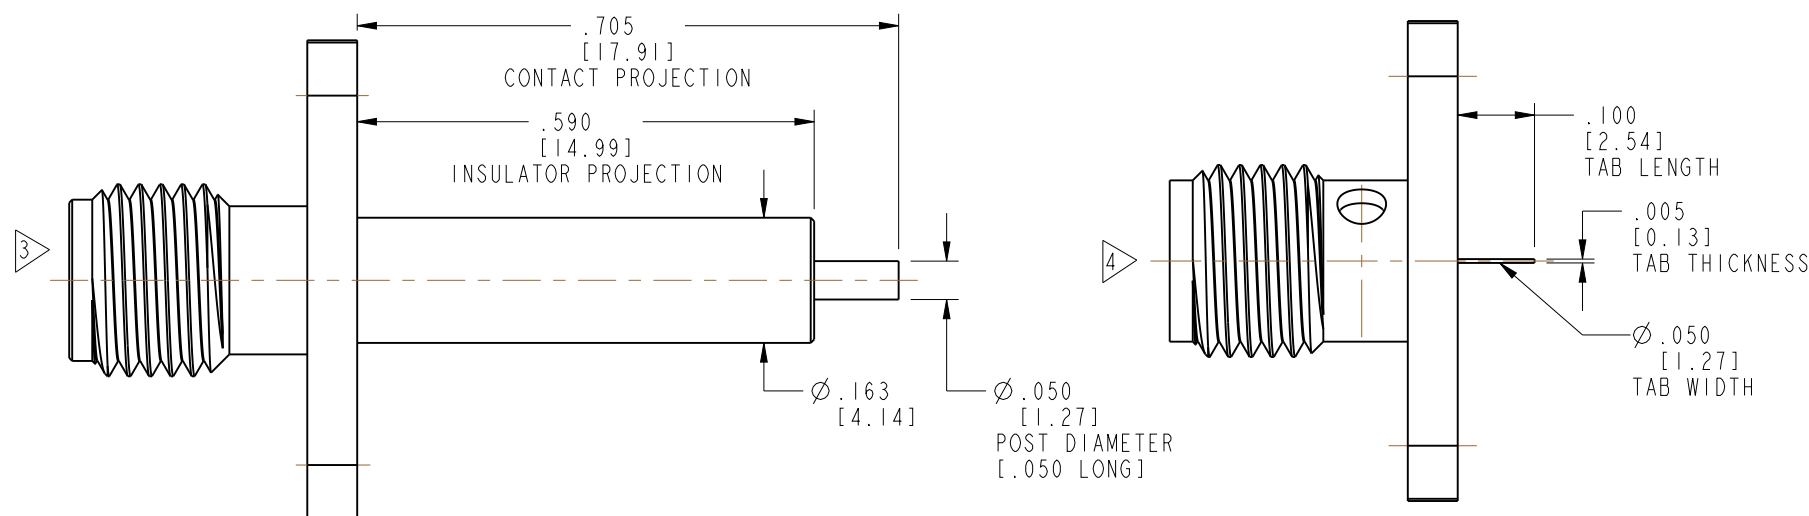 .705
[17.91]
CONTACT PROJECTION
.590
[14.99]
INSULATOR PROJECTION
3
Ø.163
[4.14]
Ø.050
[1.27]
POST DIAMETER
[.050 LONG]
4
.100
[2.54]
TAB LENGTH
.005
[0.13]
TAB THICKNESS
Ø.050
[1.27]
TAB WIDTH